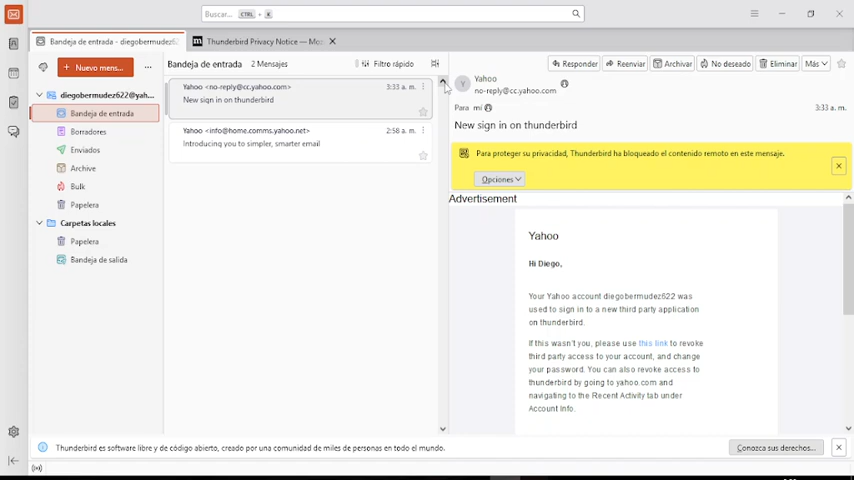 Buscar... CTRL + K
Bandeja de entrada - diegobermudez6
Thunderbird Privacy Notice — Moz
Nuevo mens...
Bandeja de entrada 2 Mensajes
Filtro rápido
Responder Reenviar Archivar No deseado Eliminar Más
diegobermudez622@yah...
Bandeja de entrada
Borradores
Enviados
Archive
Bulk
Papelera
Carpetas locales
Papelera
Bandeja de salida
Yahoo <no-reply@cc.yahoo.com> 3:33 a. m.
New sign in on thunderbird
Yahoo <info@home.comms.yahoo.net> 2:58 a. m.
Introducing you to simpler, smarter email
Y
Yahoo
no-reply@cc.yahoo.com
Para mí 3:33 a. m.
New sign in on thunderbird
Para proteger su privacidad, Thunderbird ha bloqueado el contenido remoto en este mensaje.
Opciones
Advertisement
Yahoo
Hi Diego,
Your Yahoo account diegobermudez622 was
used to sign in to a new third party application
on thunderbird.
If this wasn't you, please use this link to revoke
third party access to your account, and change
your password. You can also revoke access to
thunderbird by going to yahoo.com and
navigating to the Recent Activity tab under
Account Info.
Thunderbird es software libre y de código abierto, creado por una comunidad de miles de personas en todo el mundo.
Conozca sus derechos...